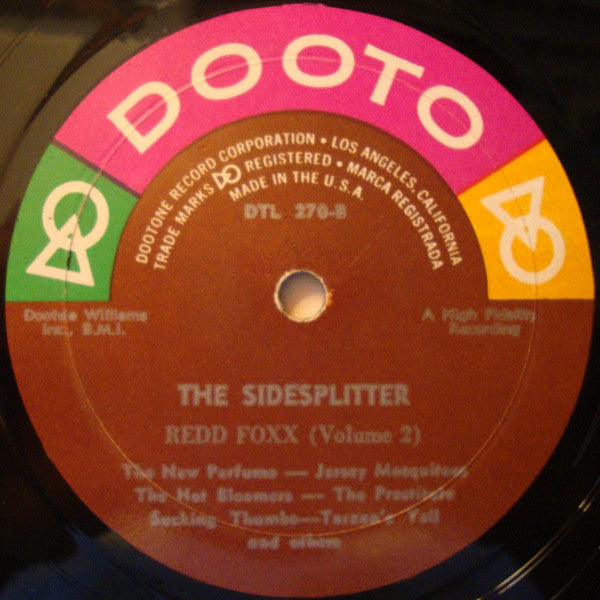 DOOTO
DOOTONE RECORD CORPORATION • LOS ANGELES, CALIFORNIA
TRADE MARKS DO REGISTERED • MARCA REGISTRADA
MADE IN THE U.S.A.
DTL 270-B
Dootsie Williams
Inc., B.M.I.
A High Fidelity
Recording
THE SIDESPLITTER
REDD FOXX (Volume 2)
The New Perfume — Jersey Mosquitoes
The Hot Bloomers — The Prostitute
Sucking Thumbs—Tarzan's Yell
and others